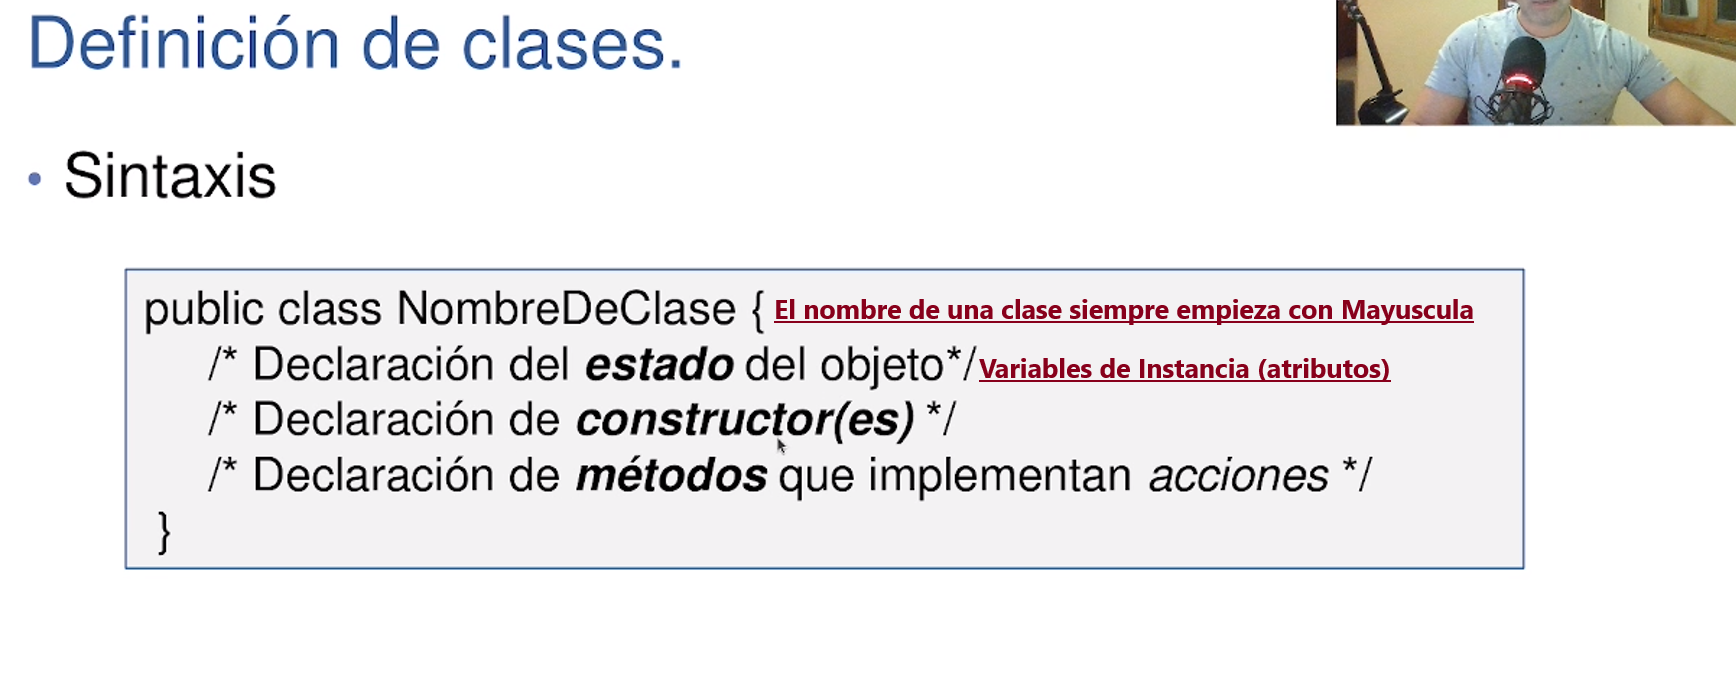 Definición de clases.
• Sintaxis
public class NombreDeClase { El nombre de una clase siempre empieza con Mayuscula
/* Declaración del estado del objeto*/ Variables de Instancia (atributos)
/* Declaración de constructor(es) */
/* Declaración de métodos que implementan acciones */
}